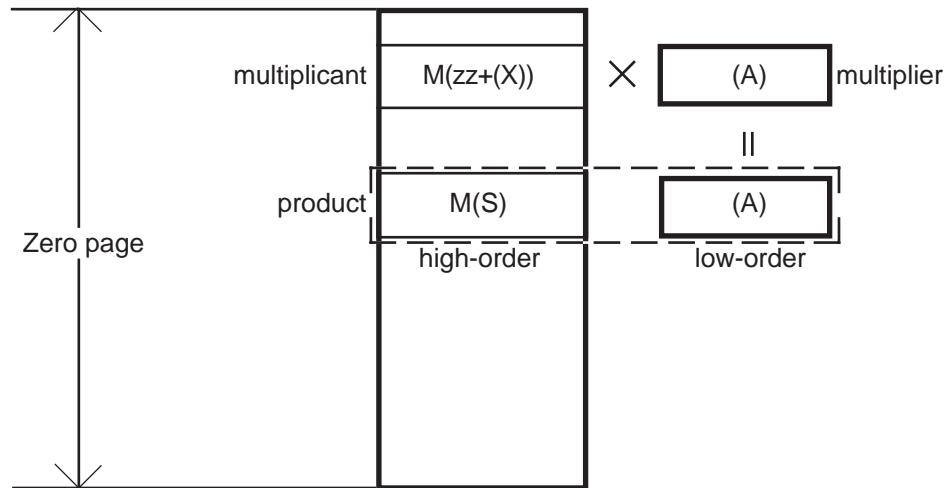 multiplicant M(zz+(X)) × (A) multiplier
=
product M(S) (A)
Zero page
high-order low-order